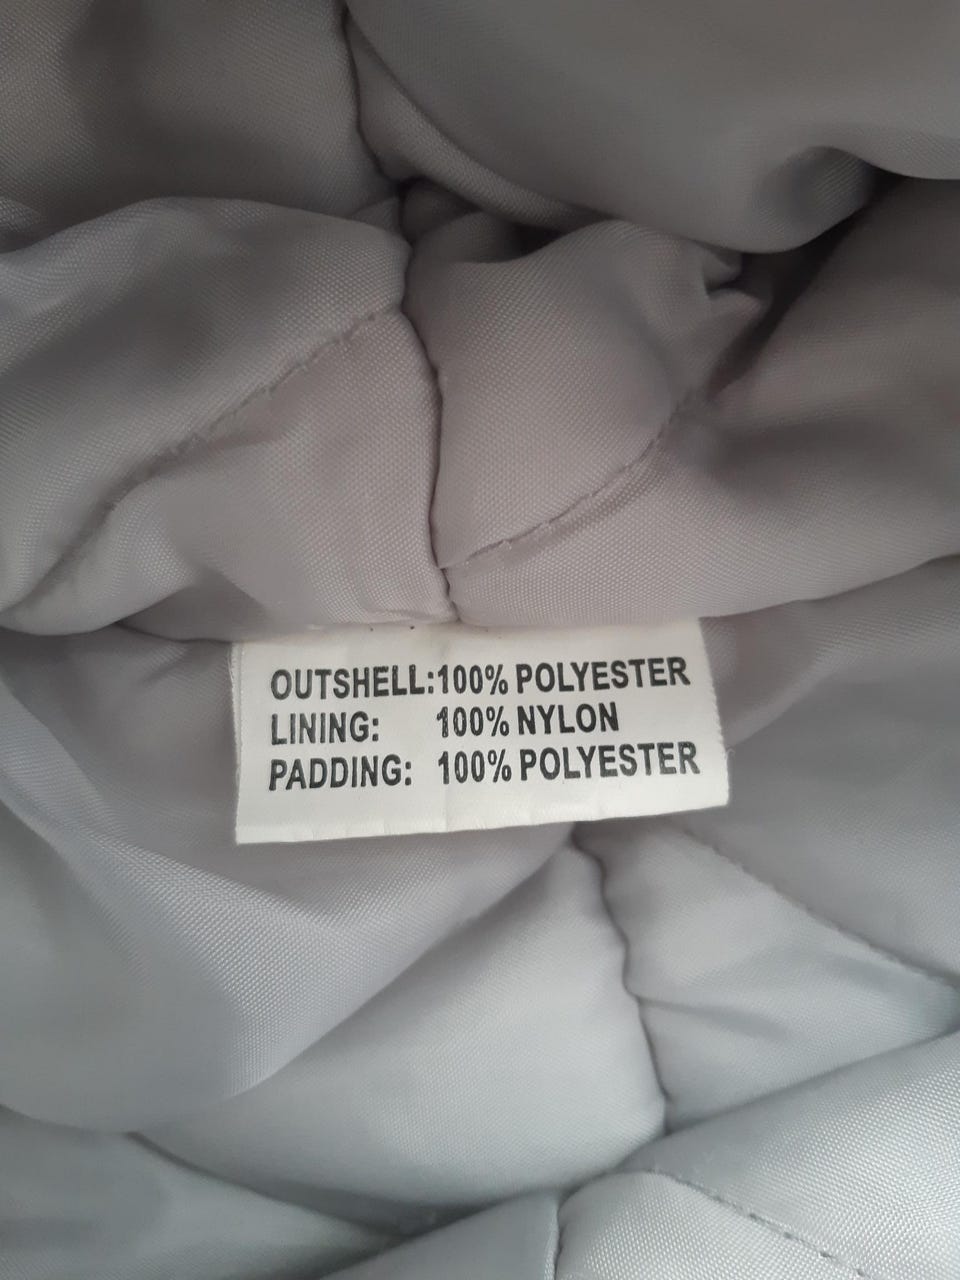 OUTSHELL:100% POLYESTER
LINING: 100% NYLON
PADDING: 100% POLYESTER